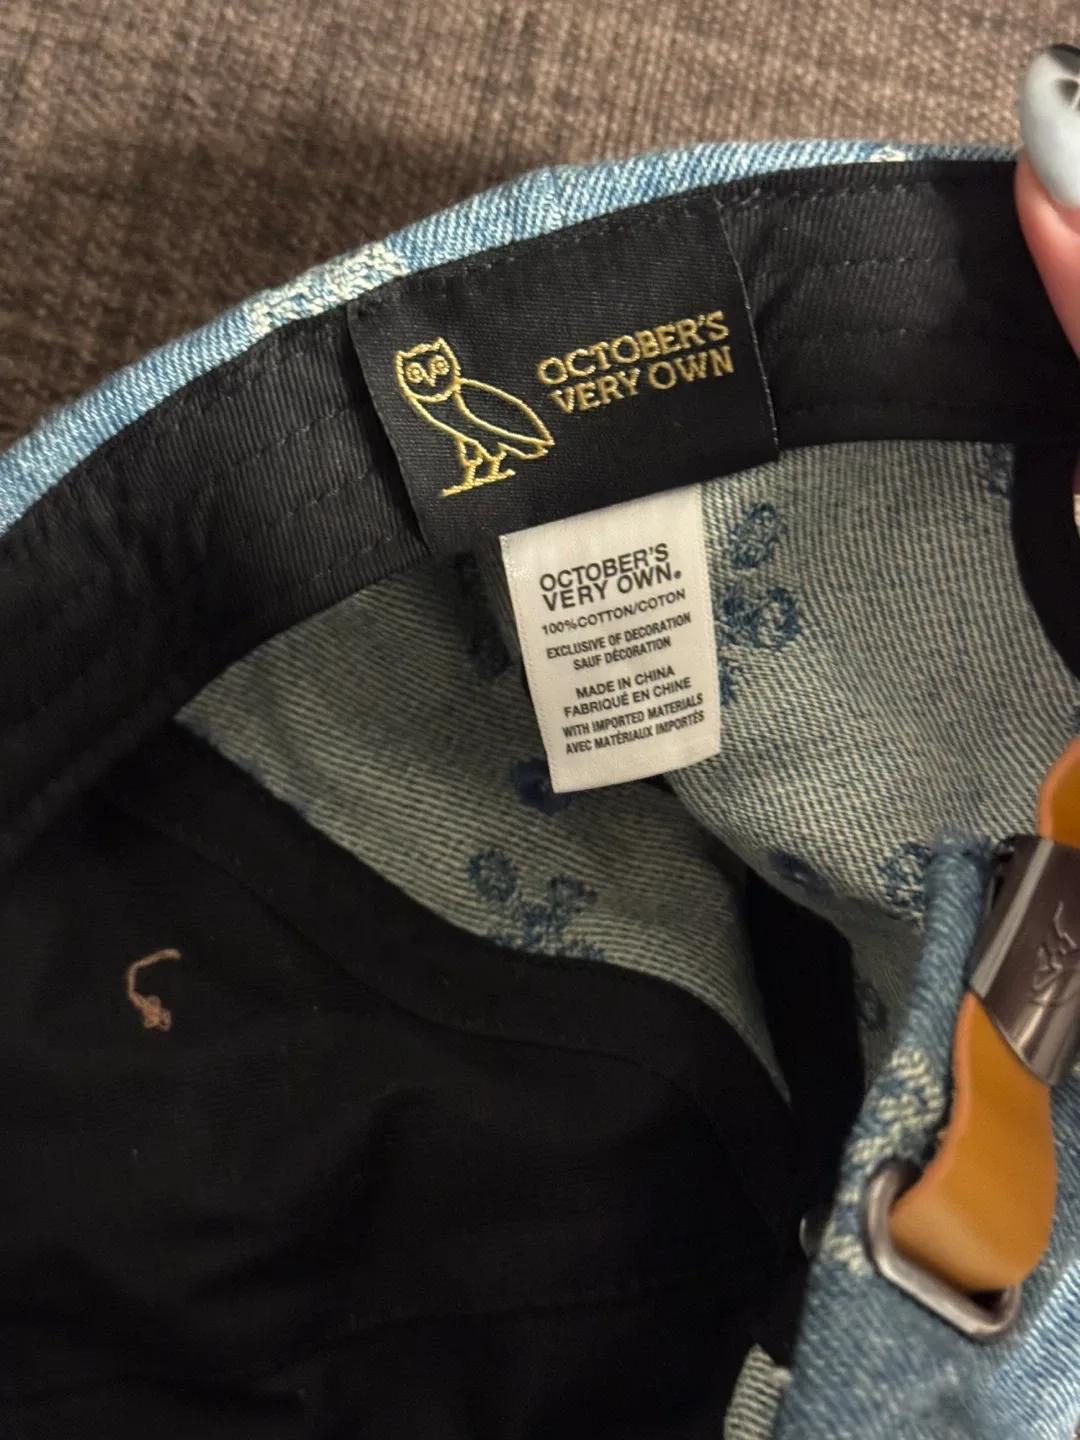 OCTOBER'S
VERY OWN
OCTOBER'S
VERY OWN.
100%COTTON/COTON
EXCLUSIVE OF DECORATION
SAUF DÉCORATION
MADE IN CHINA
FABRIQUÉ EN CHINE
WITH IMPORTED MATERIALS
AVEC MATÉRIAUX IMPORTÉS